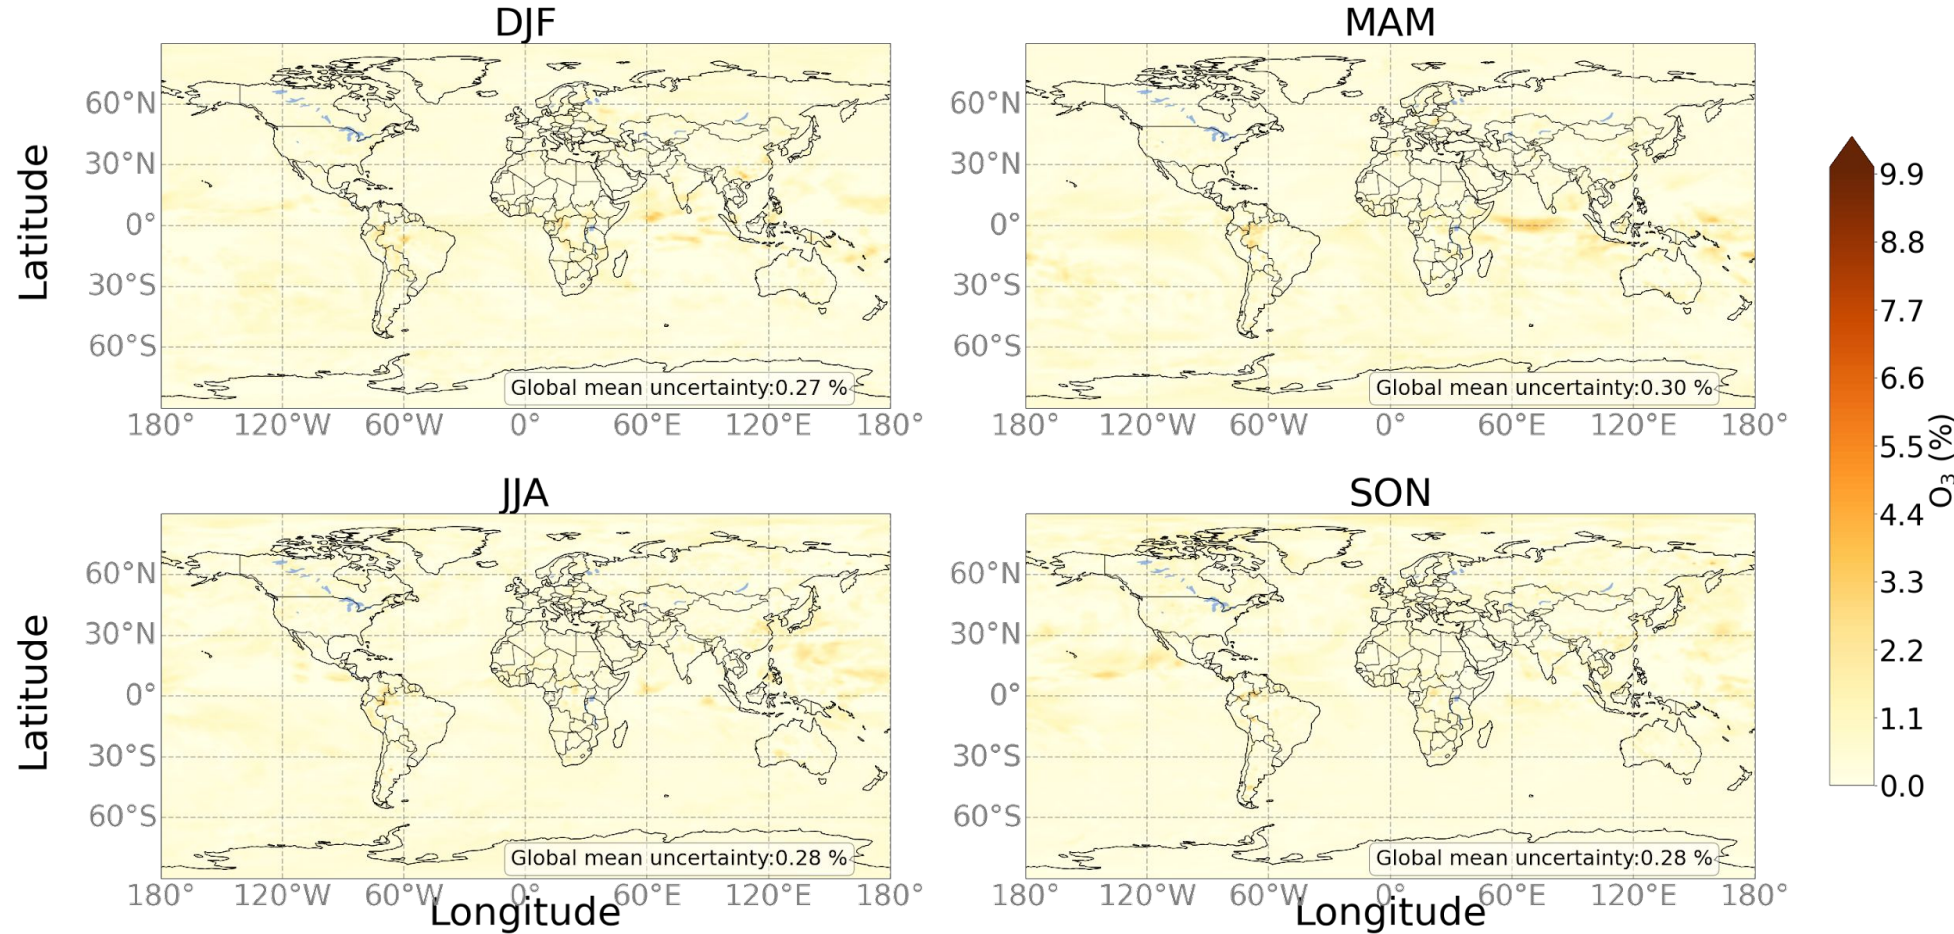 DJF
MAM
Latitude
60°N
30°N
0°
30°S
60°S
Global mean uncertainty:0.27 %
180° 120°W 60°W 0° 60°E 120°E 180°
60°N
30°N
0°
30°S
60°S
Global mean uncertainty:0.30 %
180° 120°W 60°W 0° 60°E 120°E 180°
JJA
SON
Latitude
60°N
30°N
0°
30°S
60°S
Global mean uncertainty:0.28 %
180° 120°W 60°W 0° 60°E 120°E 180°
Longitude
60°N
30°N
0°
30°S
60°S
Global mean uncertainty:0.28 %
180° 120°W 60°W 0° 60°E 120°E 180°
Longitude
9.9
8.8
7.7
6.6
5.5
4.4
3.3
2.2
1.1
0.0
O₃ (%)